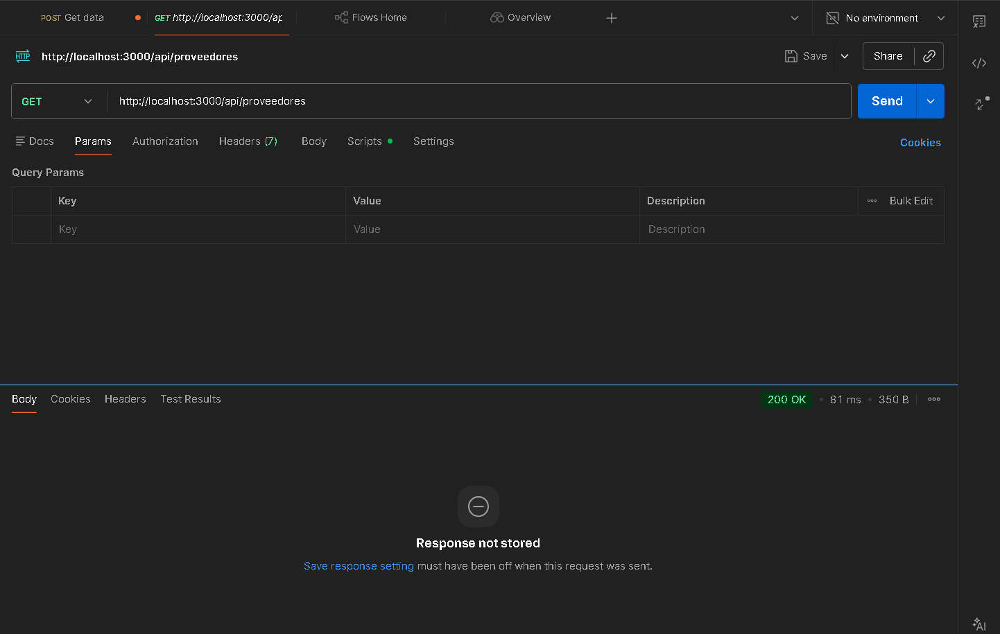 POST Get data GET http://localhost:3000/ap Flows Home Overview No environment
HTTP http://localhost:3000/api/proveedores Save Share
GET http://localhost:3000/api/proveedores Send
Docs Params Authorization Headers (7) Body Scripts Settings Cookies
Query Params
Key Value Description Bulk Edit
Key Value Description
Body Cookies Headers Test Results 200 OK 81 ms 350 B
Response not stored
Save response setting must have been off when this request was sent.
AI